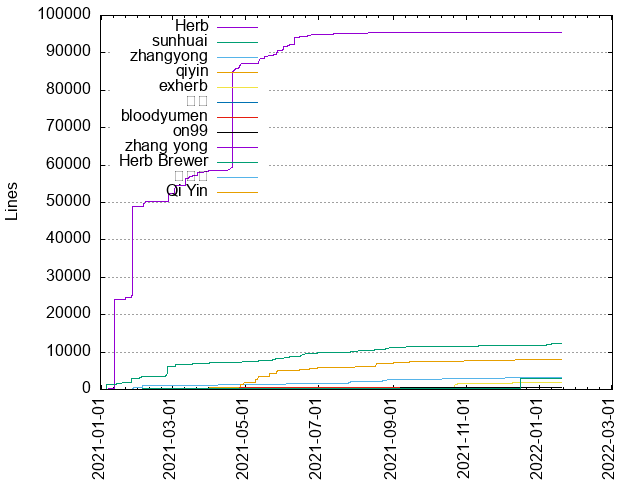 100000
90000
80000
70000
60000
50000
40000
30000
20000
10000
0
Lines
Herb
sunhuai
zhangyong
qiyin
exherb
bloodyumen
on99
zhang yong
Herb Brewer
Qi Yin
2021-01-01
2021-03-01
2021-05-01
2021-07-01
2021-09-01
2021-11-01
2022-01-01
2022-03-01